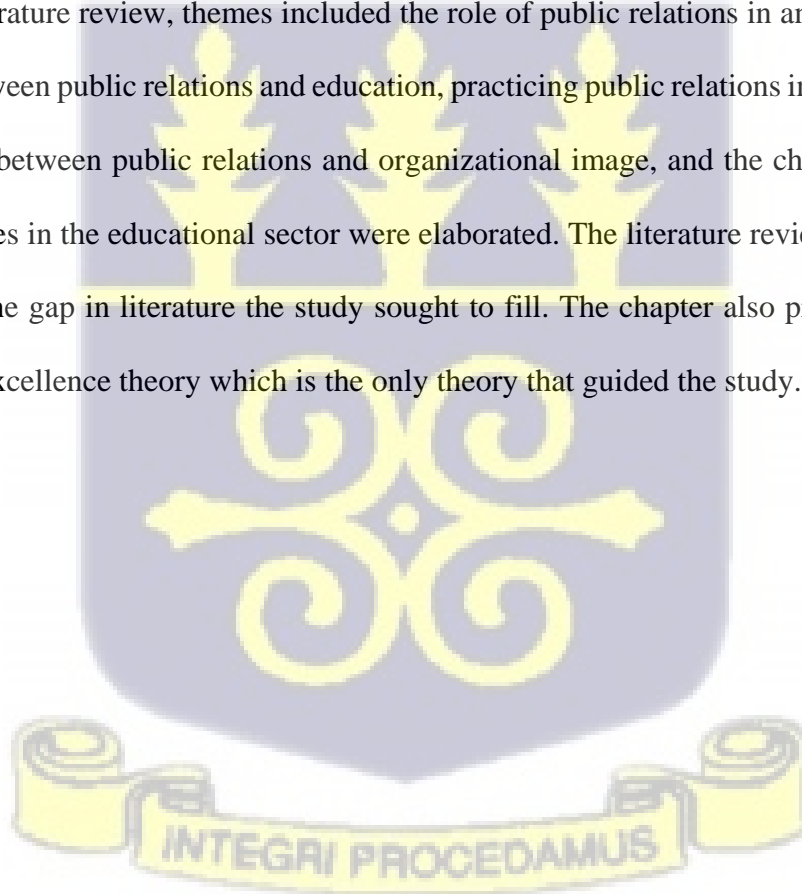 rature review, themes included the role of public relations in an
veen public relations and education, practicing public relations in
between public relations and organizational image, and the ch
es in the educational sector were elaborated. The literature revie
ne gap in literature the study sought to fill. The chapter also p
xcellence theory which is the only theory that guided the study.
INTEGRI PROCEDAMUS